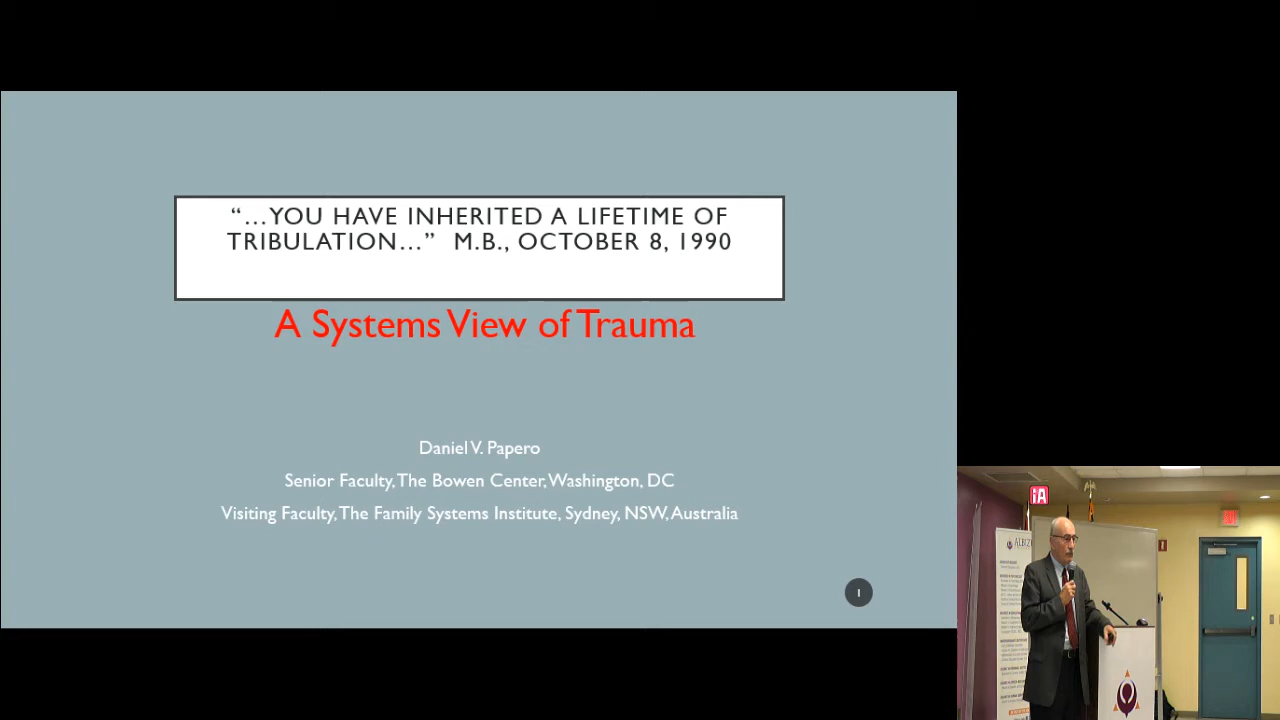 “…YOU HAVE INHERITED A LIFETIME OF
TRIBULATION…” M.B., OCTOBER 8, 1990
A Systems View of Trauma
Daniel V. Papero
Senior Faculty, The Bowen Center, Washington, DC
Visiting Faculty, The Family Systems Institute, Sydney, NSW, Australia
1
iA